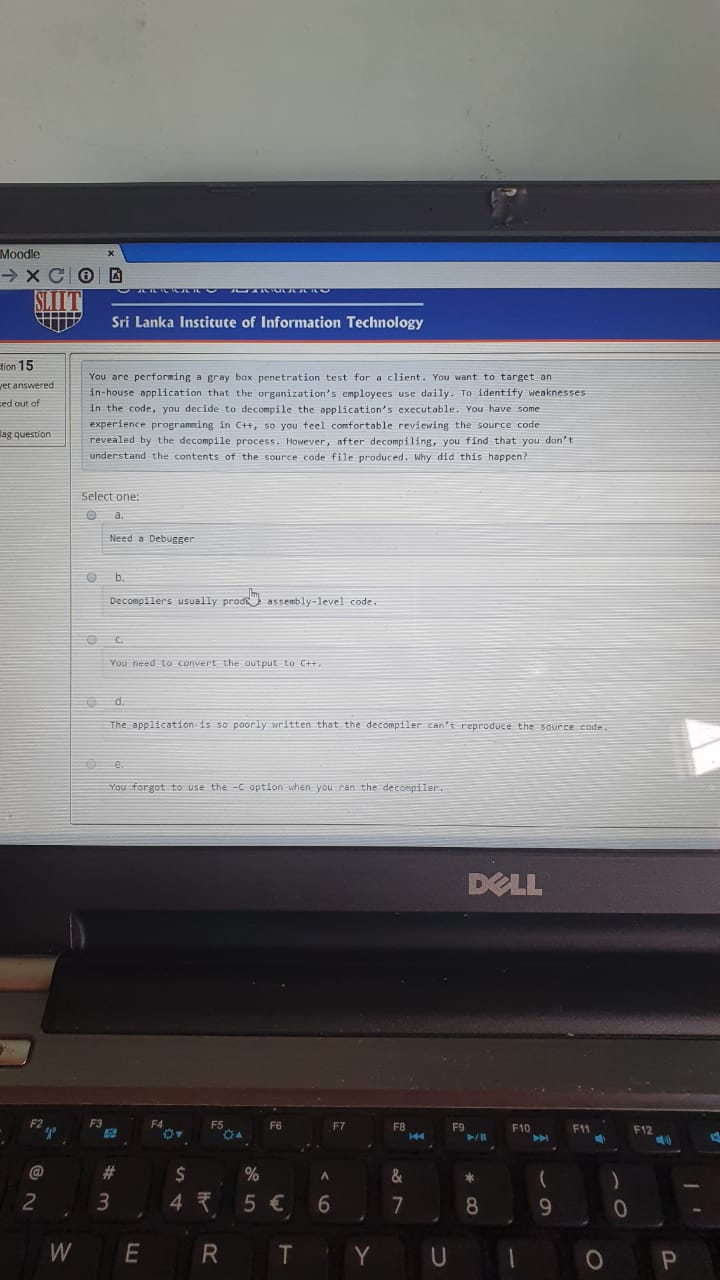 Moodle
×
SLIIT
Sri Lanka Institute of Information Technology
tion 15
yet answered
ked out of
lag question
You are performing a gray box penetration test for a client. You want to target an
in-house application that the organization's employees use daily. To identify weaknesses
in the code, you decide to decompile the application's executable. You have some
experience programming in C++, so you feel comfortable reviewing the source code
revealed by the decompile process. However, after decompiling, you find that you don't
understand the contents of the source code file produced. Why did this happen?
Select one:
a.
Need a Debugger
b.
Decompilers usually assembly-level code.
c.
You need to convert the output to C++.
d.
The application is so poorly written that the decompiler can't reproduce the source code.
e.
You forgot to use the -C option when you ran the decompiler.
DELL
F2 F3 F4 F5 F6 F7 F8 F9 F10 F11 F12
@ # $ % ^ & * ( )
2 3 4 ₹ 5 € 6 7 8 9 0
W E R T Y U I O P